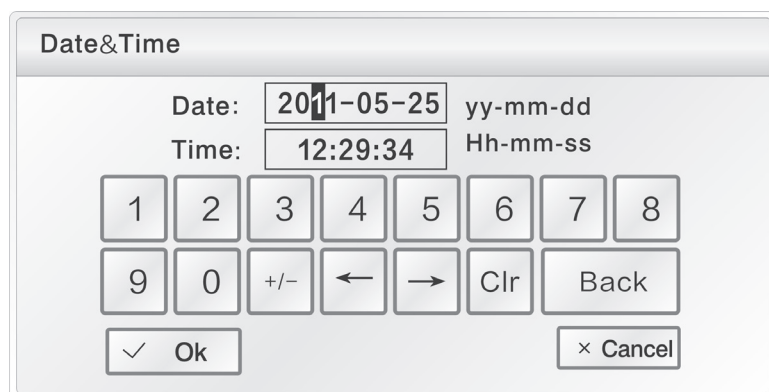 Date&Time
Date: 2011-05-25 yy-mm-dd
Time: 12:29:34 Hh-mm-ss
1 2 3 4 5 6 7 8
9 0 +/- ← → Clr Back
✓ Ok × Cancel